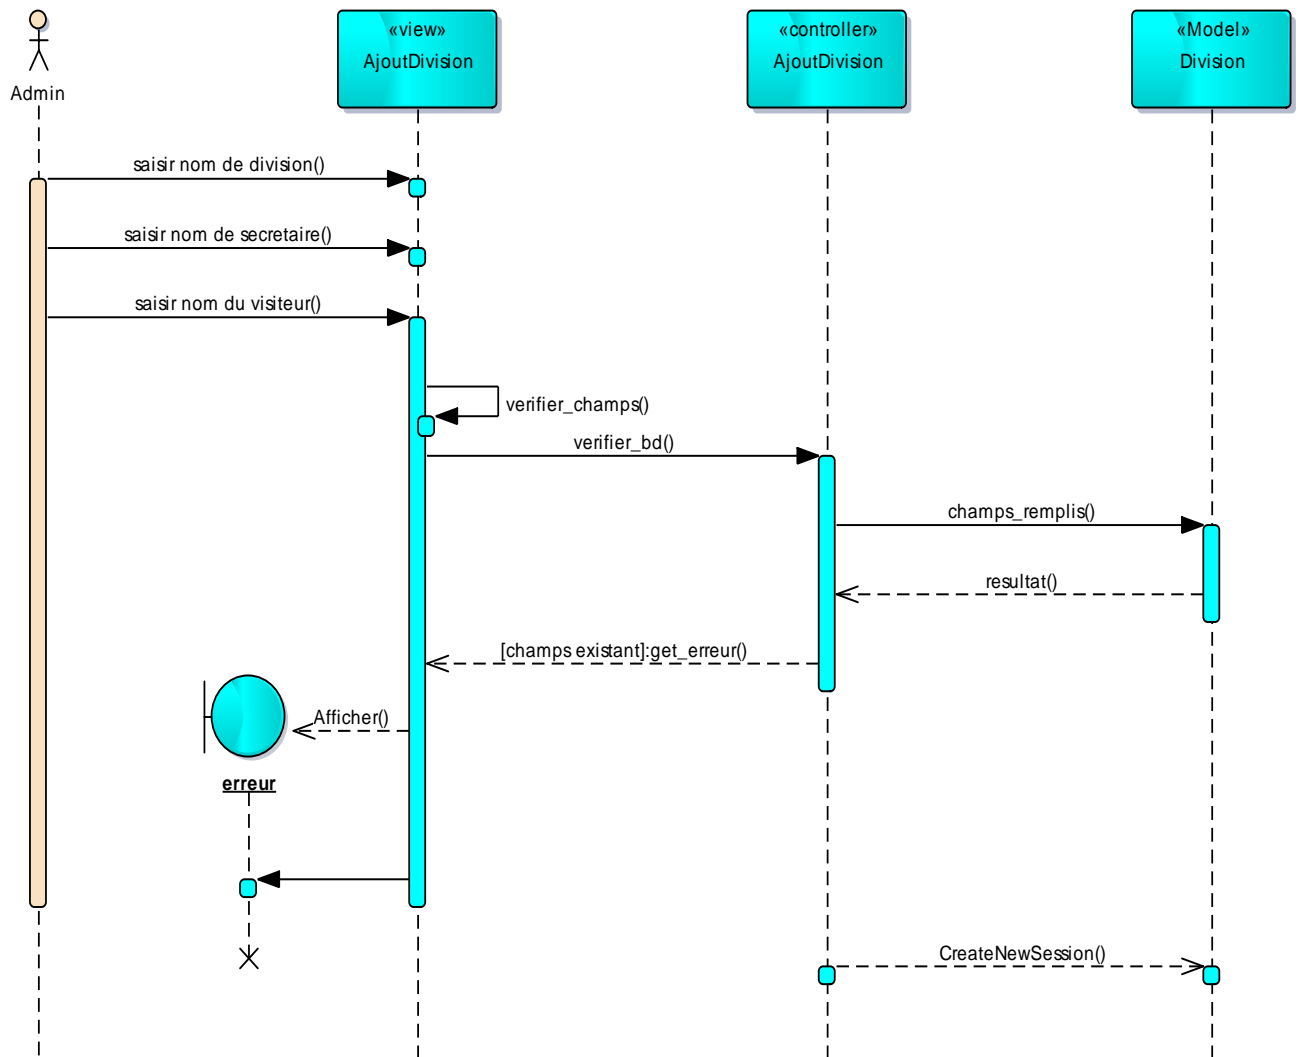 Admin
«view»
AjoutDivision
«controller»
AjoutDivision
«Model»
Division
saisir nom de division()
saisir nom de secretaire()
saisir nom du visiteur()
verifier_champs()
verifier_bd()
champs_remplis()
resultat()
[champs existant]:get_erreur()
Afficher()
erreur
CreateNewSession()